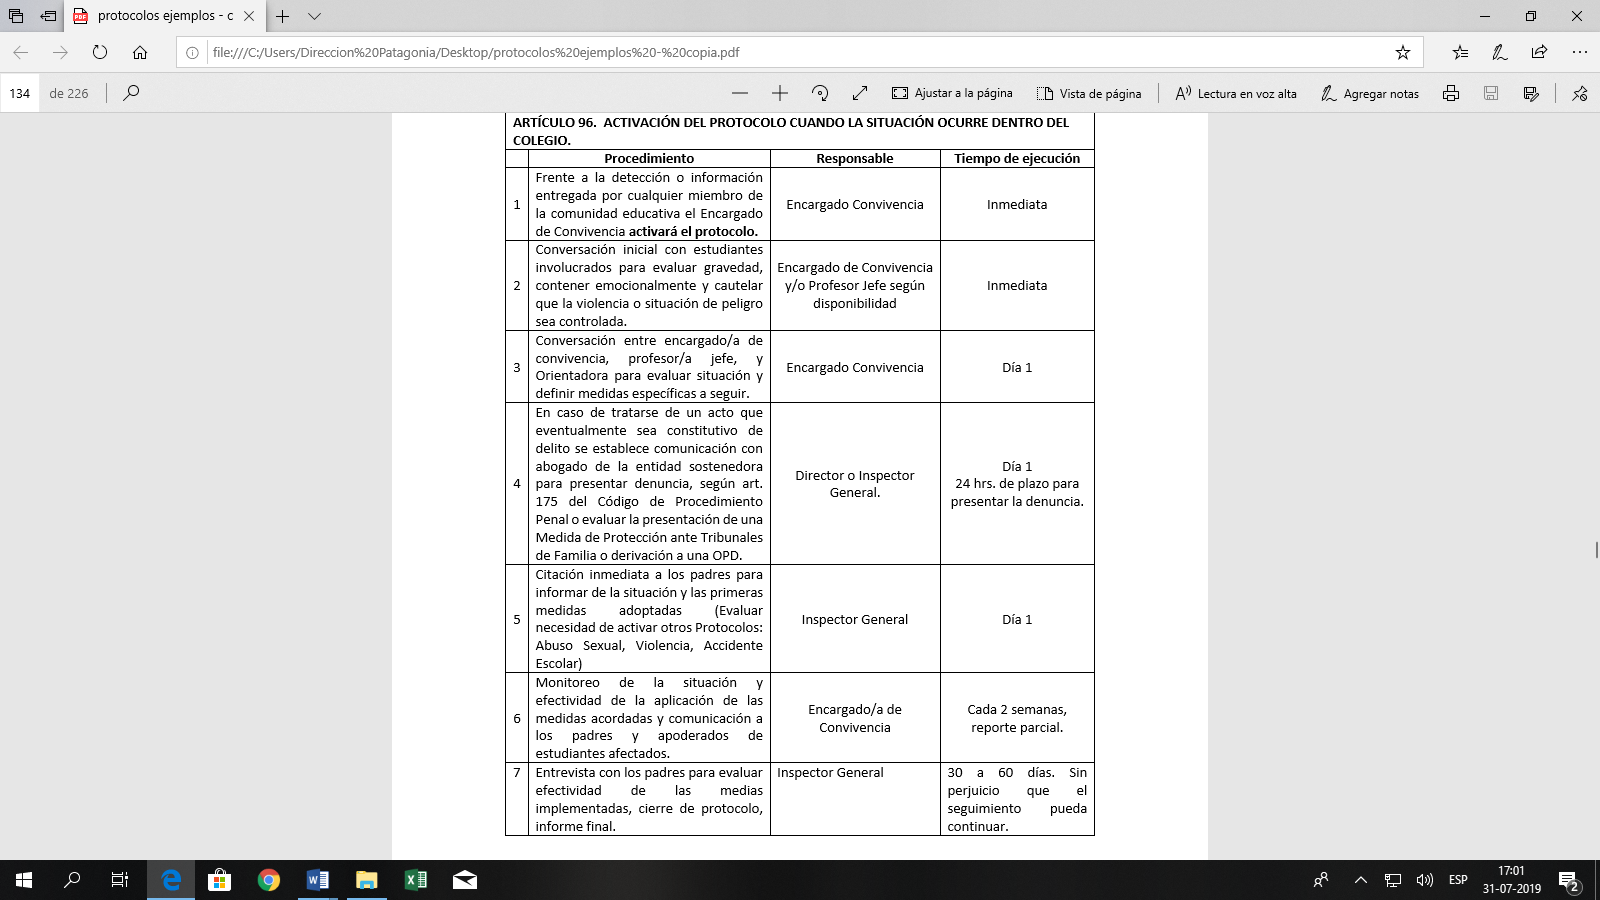 protocolos ejemplos - c
file:///C:/Users/Direccion%20Patagonia/Desktop/protocolos%20ejemplos%20-%20copia.pdf
134 de 226
Ajustar a la página
Vista de página
Lectura en voz alta
Agregar notas
ARTÍCULO 96. ACTIVACIÓN DEL PROTOCOLO CUANDO LA SITUACIÓN OCURRE DENTRO DEL
COLEGIO.
Procedimiento
Responsable
Tiempo de ejecución
1
Frente a la detección o información
entregada por cualquier miembro de
la comunidad educativa el Encargado
de Convivencia activará el protocolo.
Encargado Convivencia
Inmediata
2
Conversación inicial con estudiantes
involucrados para evaluar gravedad,
contener emocionalmente y cautelar
que la violencia o situación de peligro
sea controlada.
Encargado de Convivencia
y/o Profesor Jefe según
disponibilidad
Inmediata
3
Conversación entre encargado/a de
convivencia, profesor/a jefe, y
Orientadora para evaluar situación y
definir medidas específicas a seguir.
Encargado Convivencia
Día 1
4
En caso de tratarse de un acto que
eventualmente sea constitutivo de
delito se establece comunicación con
abogado de la entidad sostenedora
para presentar denuncia, según art.
175 del Código de Procedimiento
Penal o evaluar la presentación de una
Medida de Protección ante Tribunales
de Familia o derivación a una OPD.
Director o Inspector
General.
Día 1
24 hrs. de plazo para
presentar la denuncia.
5
Citación inmediata a los padres para
informar de la situación y las primeras
medidas adoptadas (Evaluar
necesidad de activar otros Protocolos:
Abuso Sexual, Violencia, Accidente
Escolar)
Inspector General
Día 1
6
Monitoreo de la situación y
efectividad de la aplicación de las
medidas acordadas y comunicación a
los padres y apoderados de
estudiantes afectados.
Encargado/a de
Convivencia
Cada 2 semanas,
reporte parcial.
7
Entrevista con los padres para evaluar
efectividad de las medias
implementadas, cierre de protocolo,
informe final.
Inspector General
30 a 60 días. Sin
perjuicio que el
seguimiento pueda
continuar.
ESP
17:01
31-07-2019
2